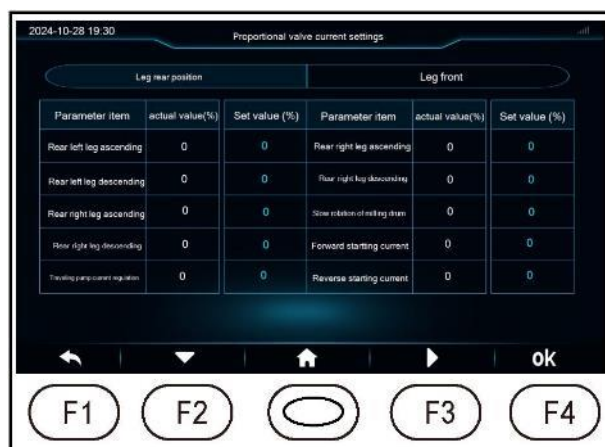 2024-10-28 19:30
Proportional valve current settings
Leg rear position Leg front
Parameter item actual value(%) Set value (%) Parameter item actual value(%) Set value (%)
Rear left leg ascending 0 0 Rear right leg ascending 0 0
Rear left leg descending 0 0 Rear right leg descending 0 0
Rear right leg ascending 0 0 Slow rotation of milling drum 0 0
Rear right leg descending 0 0 Forward startting current 0 0
Traveling pump current regulation 0 0 Reverse starting current 0 0
ok
F1 F2 F3 F4